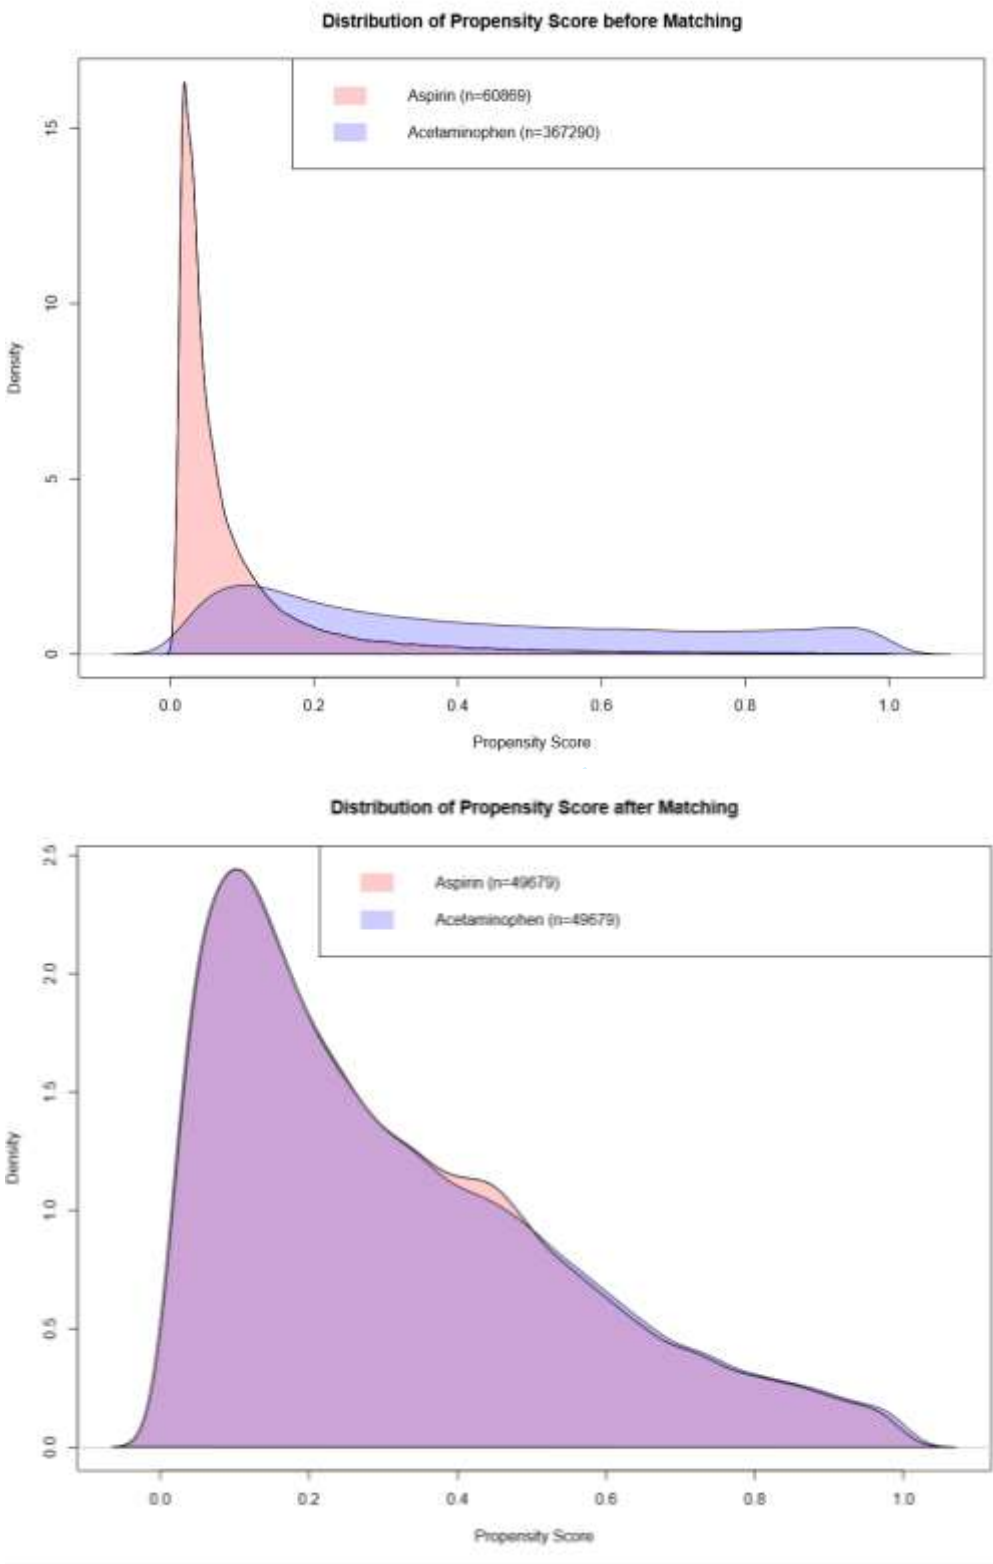 Distribution of Propensity Score before Matching
Aspirin (n=60869)
Acetaminophen (n=367290)
15
10
5
0
Density
0.0 0.2 0.4 0.6 0.8 1.0
Propensity Score
Distribution of Propensity Score after Matching
Aspirin (n=49679)
Acetaminophen (n=49679)
2.5
2.0
1.5
1.0
0.5
0.0
Density
0.0 0.2 0.4 0.6 0.8 1.0
Propensity Score